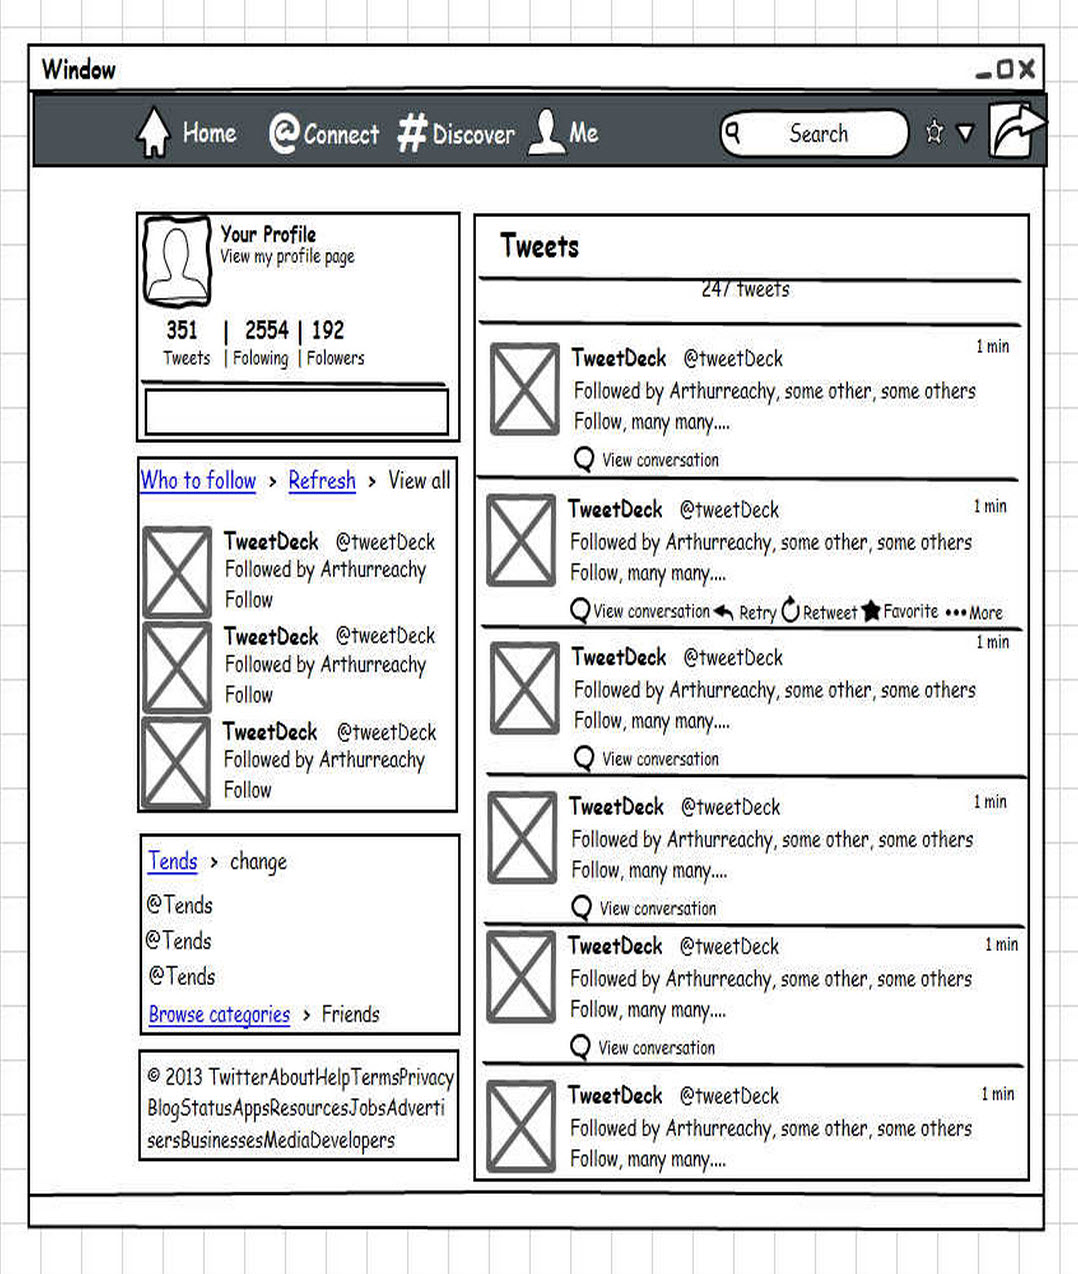 Window
Home @ Connect # Discover Me Search
Your Profile
View my profile page
351 | 2554 | 192
Tweets | Folowing | Folowers
Who to follow > Refresh > View all
TweetDeck @tweetDeck
Followed by Arthurreachy
Follow
TweetDeck @tweetDeck
Followed by Arthurreachy
Follow
TweetDeck @tweetDeck
Followed by Arthurreachy
Follow
Tends > change
@Tends
@Tends
@Tends
Browse categories > Friends
© 2013 TwitterAboutHelpTermsPrivacy
BlogStatusAppsResourcesJobsAdverti
sersBusinessesMediaDevelopers
Tweets
247 tweets
TweetDeck @tweetDeck 1 min
Followed by Arthurreachy, some other, some others
Follow, many many....
View conversation
TweetDeck @tweetDeck 1 min
Followed by Arthurreachy, some other, some others
Follow, many many....
View conversation Retry Retweet Favorite More
TweetDeck @tweetDeck 1 min
Followed by Arthurreachy, some other, some others
Follow, many many....
View conversation
TweetDeck @tweetDeck 1 min
Followed by Arthurreachy, some other, some others
Follow, many many....
View conversation
TweetDeck @tweetDeck 1 min
Followed by Arthurreachy, some other, some others
Follow, many many....
View conversation
TweetDeck @tweetDeck 1 min
Followed by Arthurreachy, some other, some others
Follow, many many....